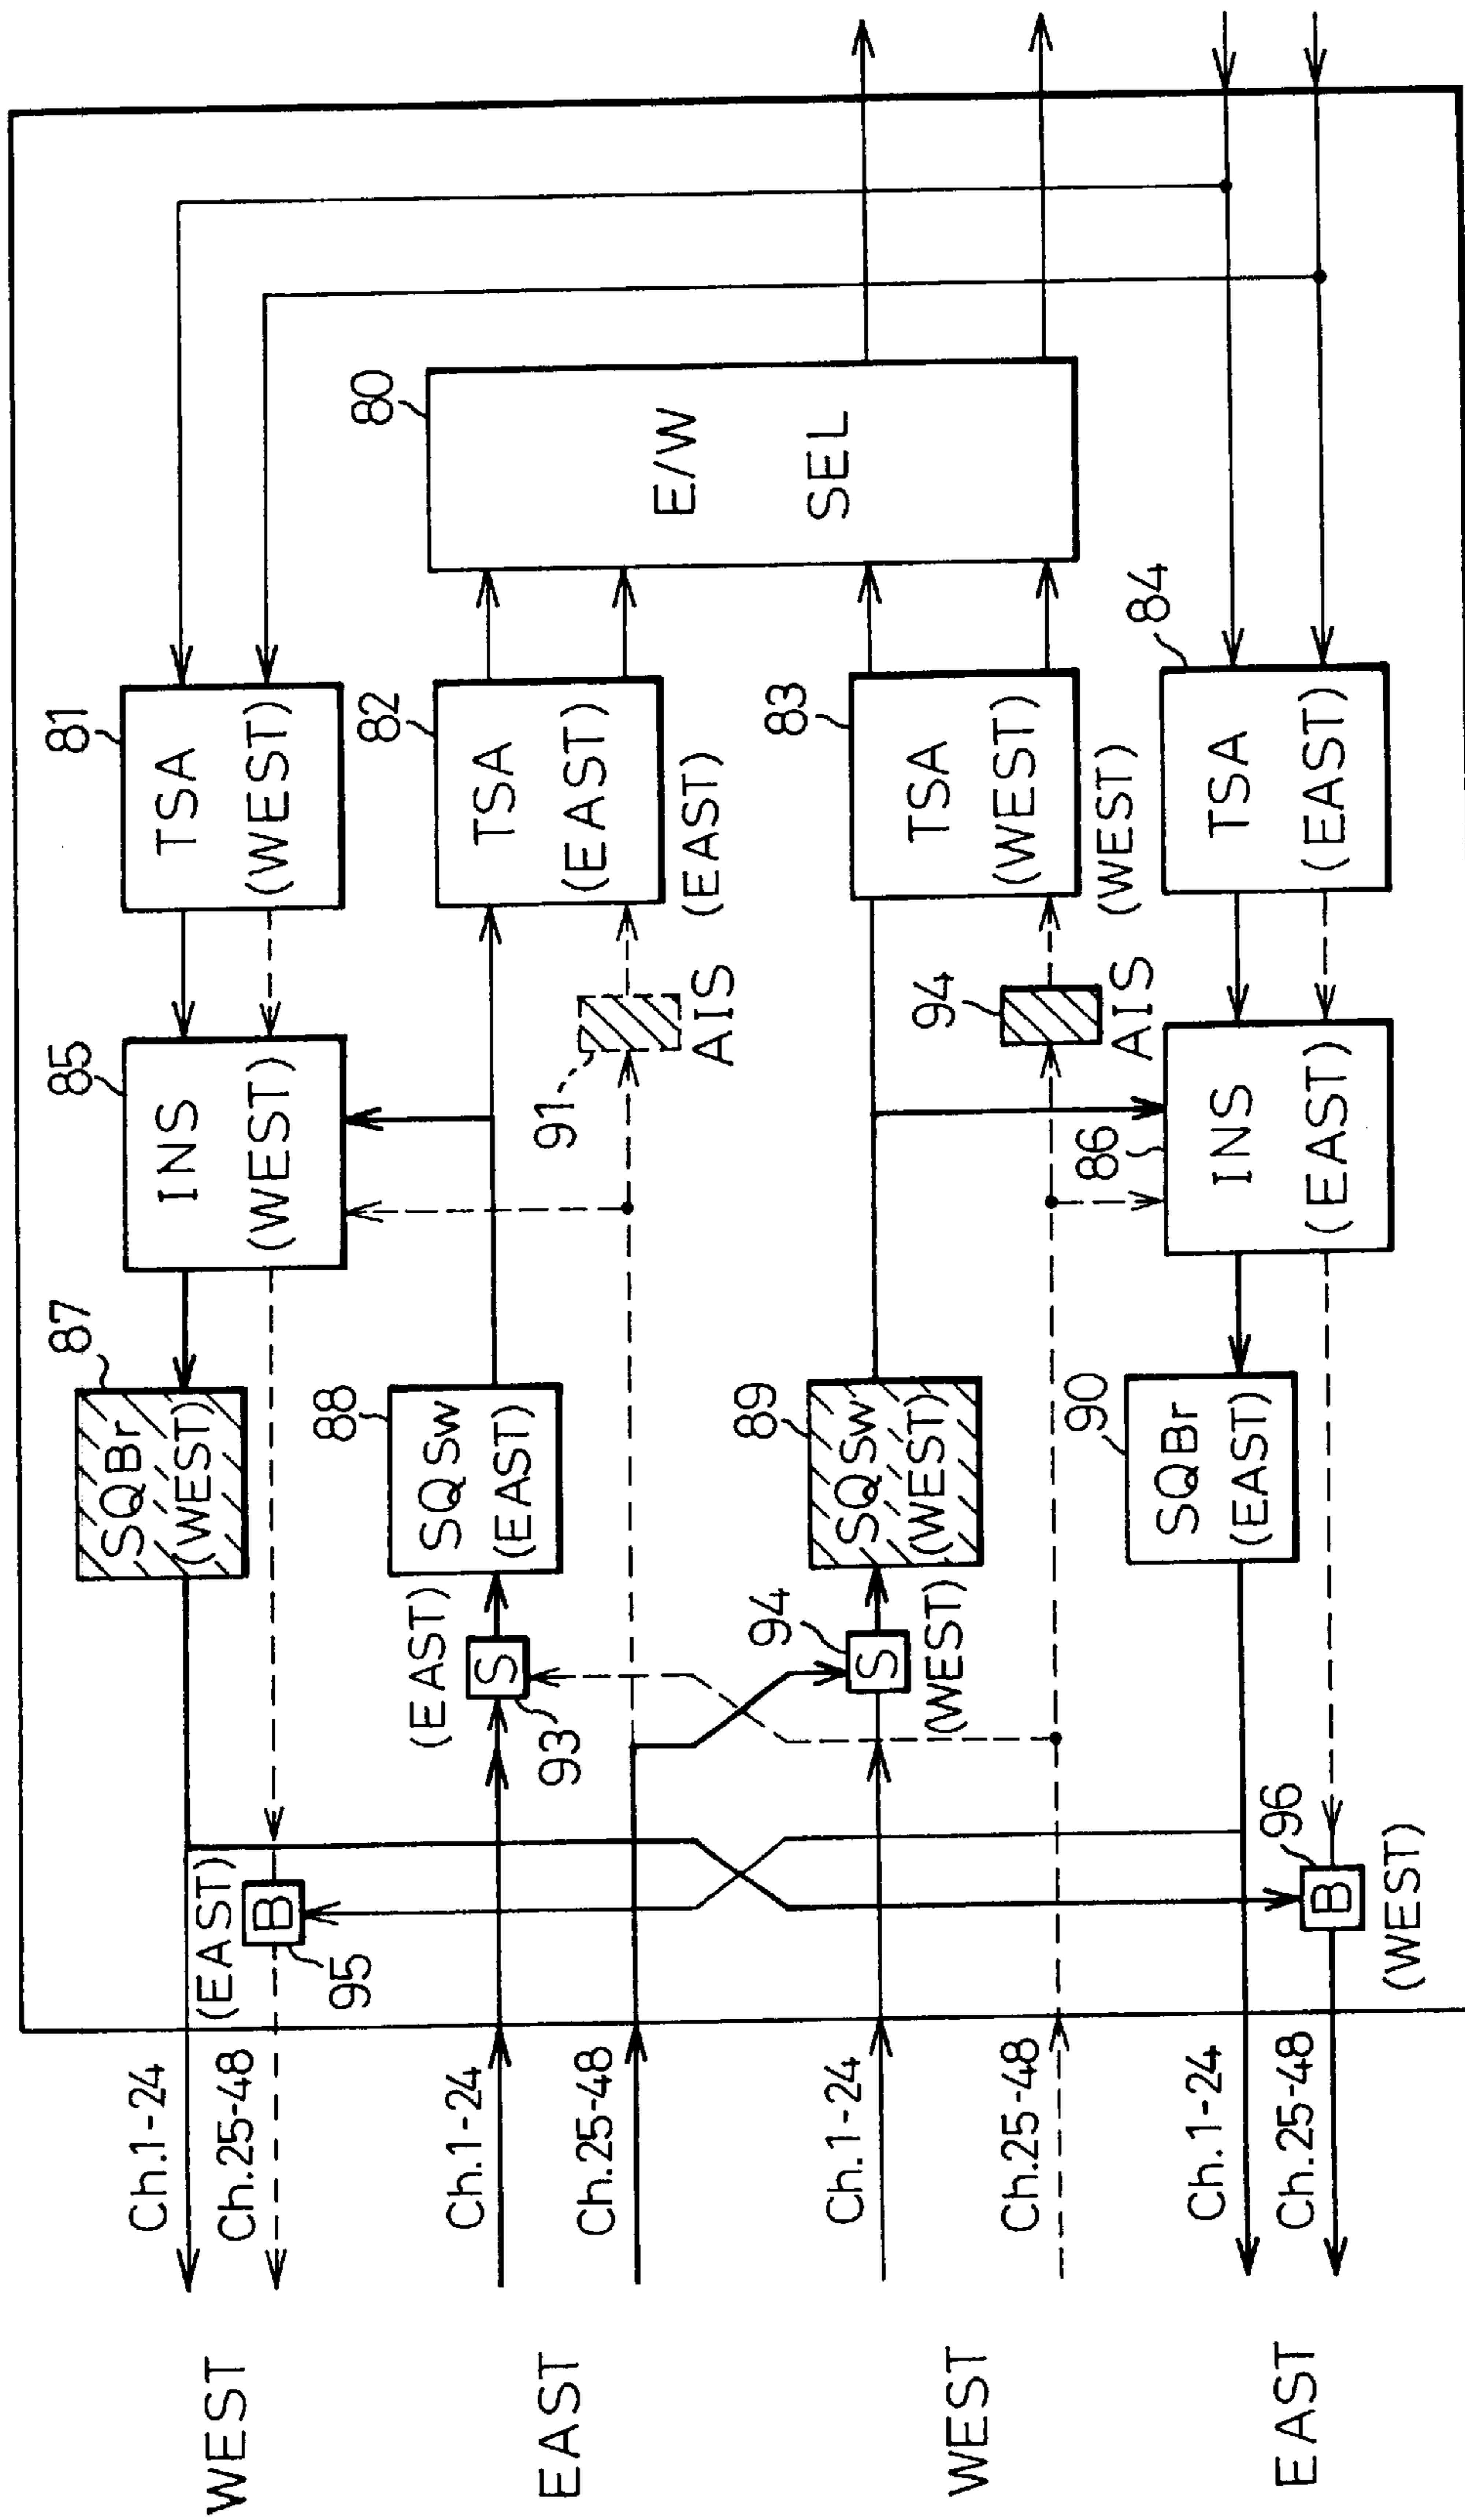 WEST
Ch.1-24
Ch.25-48
(EAST)
B
95
87
SQBr
(WEST)
85
INS
(WEST)
81
TSA
(WEST)
EAST
Ch.1-24
Ch.25-48
(EAST)
S
93
88
SQSw
(EAST)
91
AIS (EAST)
82
TSA
(EAST)
80
E/W
SEL
WEST
Ch.1-24
Ch.25-48
94
S
(WEST)
89
SQSw
(WEST)
94
AIS (WEST)
83
TSA
(WEST)
EAST
Ch.1-24
Ch.25-48
96
B
(WEST)
90
SQBr
(EAST)
86
INS
(EAST)
84
TSA
(EAST)